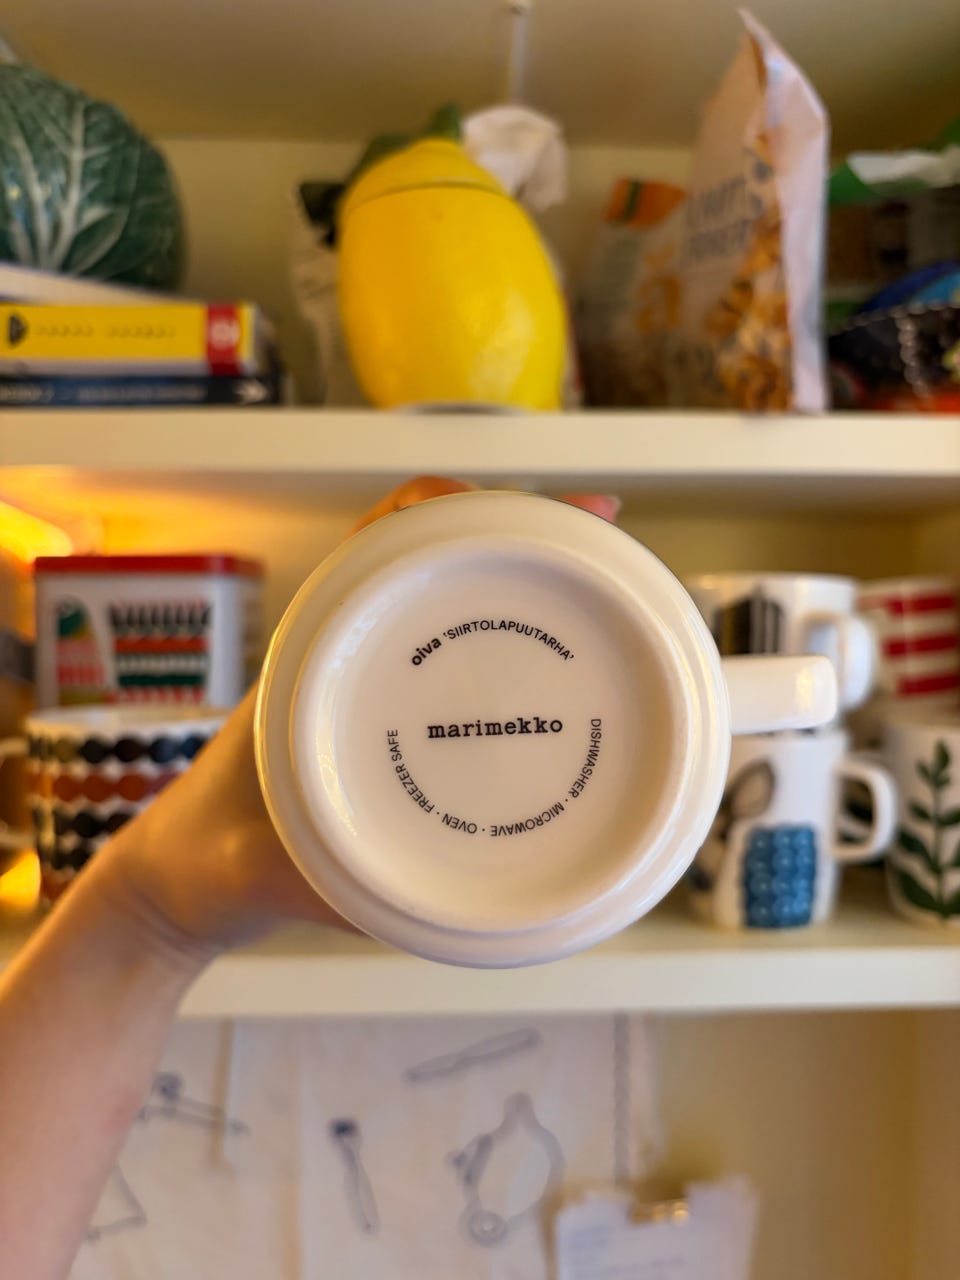 oiva 'SIIRTOLAPUUTARHA'
marimekko
DISHWASHER · MICROWAVE · OVEN · FREEZER SAFE